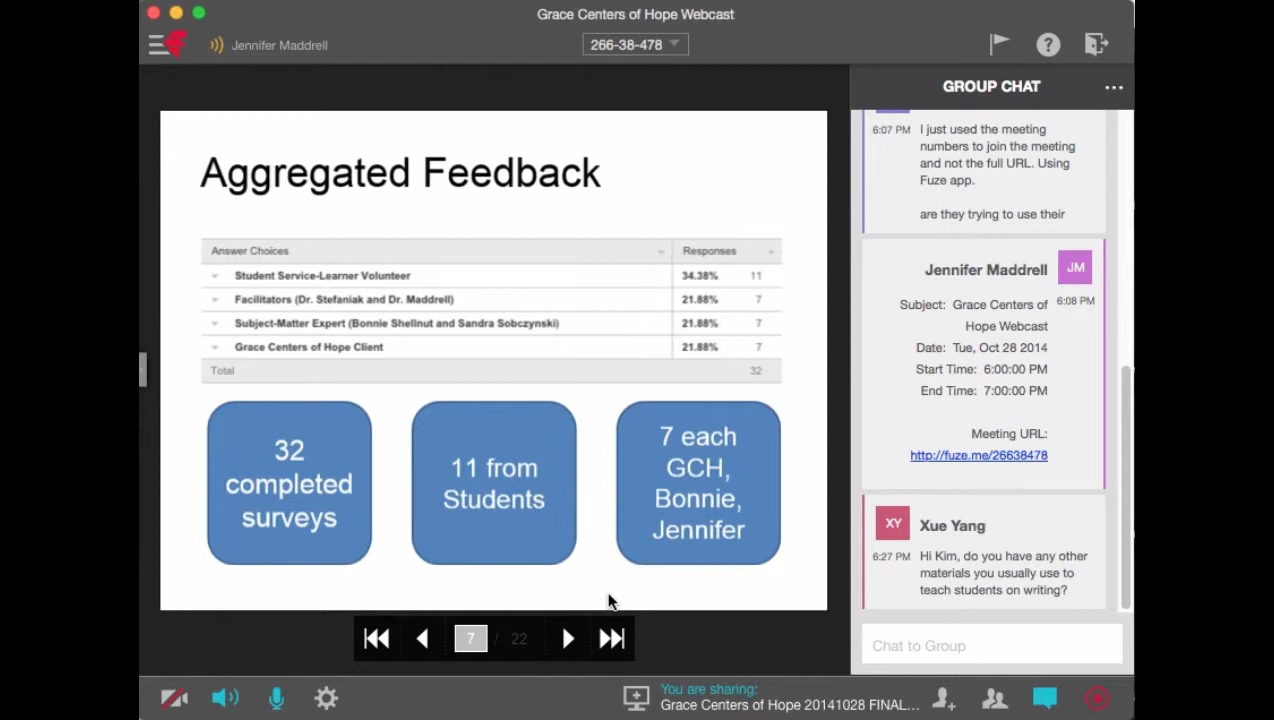 Grace Centers of Hope Webcast
Jennifer Maddrell
266-38-478
?
Aggregated Feedback
Answer Choices Responses
Student Service-Learner Volunteer 34.38% 11
Facilitators (Dr. Stefaniak and Dr. Maddrell) 21.88% 7
Subject-Matter Expert (Bonnie Shellnut and Sandra Sobczynski) 21.88% 7
Grace Centers of Hope Client 21.88% 7
Total 32
32
completed
surveys
11 from
Students
7 each
GCH,
Bonnie,
Jennifer
7 / 22
GROUP CHAT
6:07 PM I just used the meeting
numbers to join the meeting
and not the full URL. Using
Fuze app.
are they trying to use their
Jennifer Maddrell JM
Subject: Grace Centers of 6:08 PM
Hope Webcast
Date: Tue, Oct 28 2014
Start Time: 6:00:00 PM
End Time: 7:00:00 PM
Meeting URL:
http://fuze.me/26638478
XY Xue Yang
6:27 PM Hi Kim, do you have any other
materials you usually use to
teach students on writing?
Chat to Group
You are sharing:
Grace Centers of Hope 20141028 FINAL...